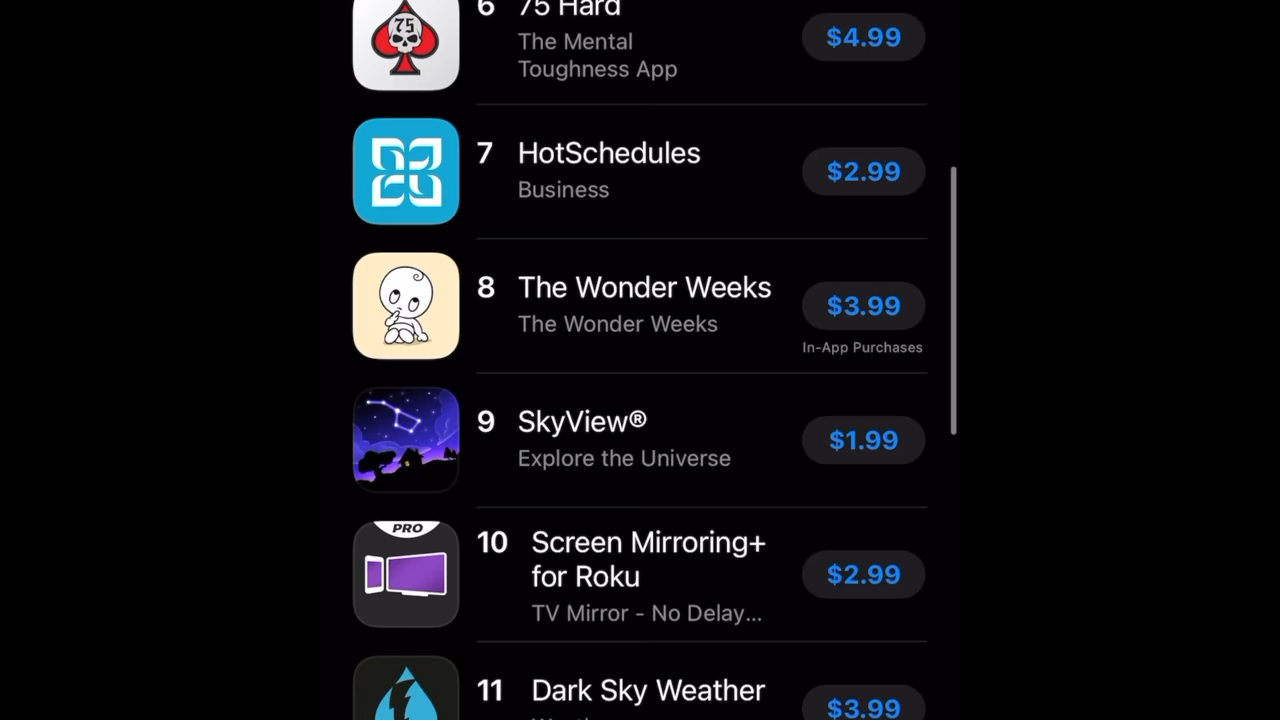 6 75 Hard
The Mental
Toughness App
$4.99
75
7 HotSchedules
Business
$2.99
8 The Wonder Weeks
The Wonder Weeks
$3.99
In-App Purchases
9 SkyView®
Explore the Universe
$1.99
PRO
10 Screen Mirroring+
for Roku
TV Mirror - No Delay...
$2.99
11 Dark Sky Weather
$3.99